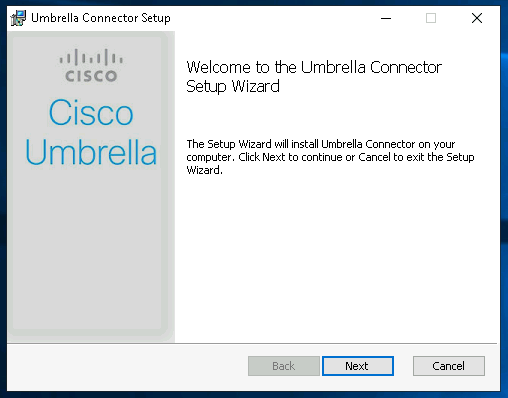 Umbrella Connector Setup
CISCO
Cisco
Umbrella
Welcome to the Umbrella Connector
Setup Wizard
The Setup Wizard will install Umbrella Connector on your
computer. Click Next to continue or Cancel to exit the Setup
Wizard.
Back
Next
Cancel